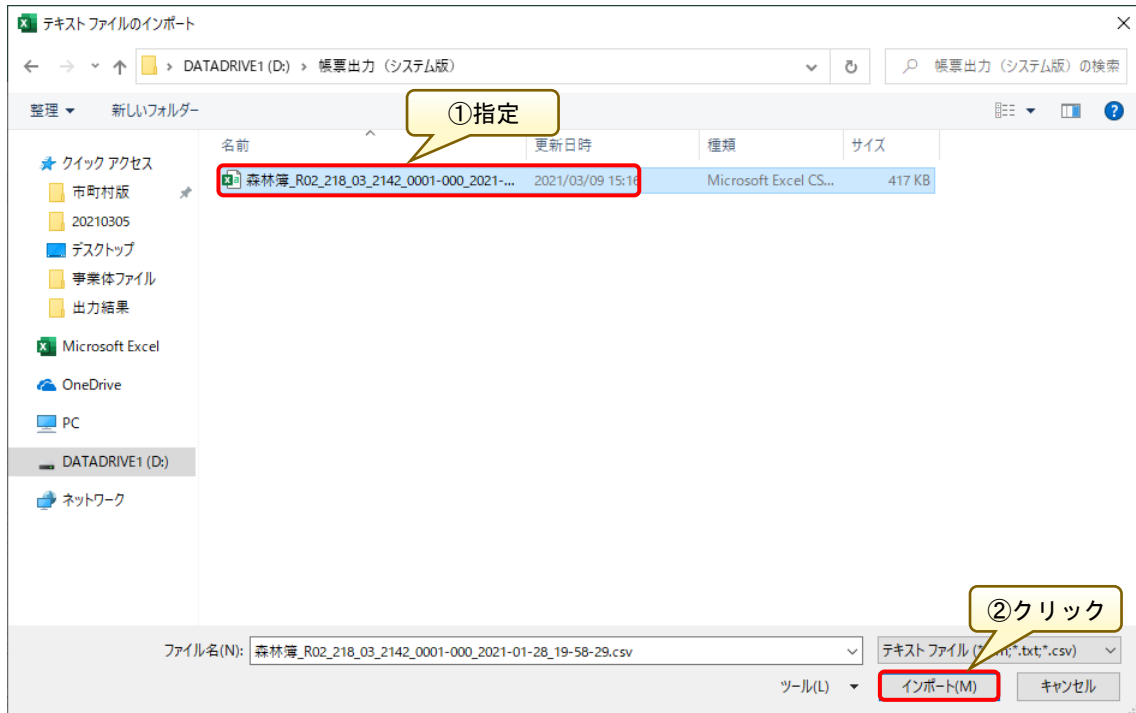 テキスト ファイルのインポート
DATADRIVE1 (D:) › 帳票出力（システム版）
帳票出力（システム版）の検索
整理 新しいフォルダー
①指定
名前 更新日時 種類 サイズ
森林簿_R02_218_03_2142_0001-000_2021-... 2021/03/09 15:16 Microsoft Excel CS... 417 KB
クイック アクセス
市町村版
20210305
デスクトップ
事業体ファイル
出力結果
Microsoft Excel
OneDrive
PC
DATADRIVE1 (D:)
ネットワーク
②クリック
ファイル名(N): 森林簿_R02_218_03_2142_0001-000_2021-01-28_19-58-29.csv
テキスト ファイル (*. n;*.txt;*.csv)
ツール(L) インポート(M) キャンセル